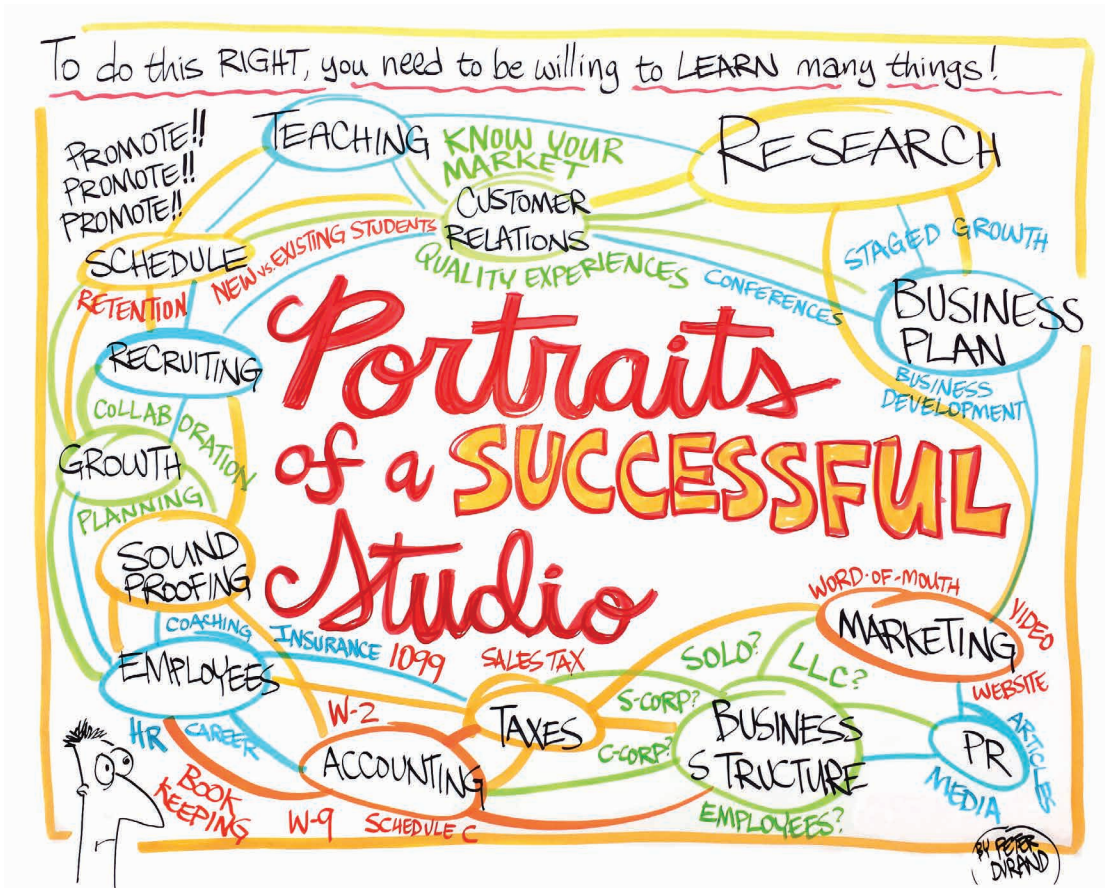 To do this RIGHT, you need to be willing to LEARN many things!
PROMOTE!!
PROMOTE!!
PROMOTE!!
TEACHING
KNOW YOUR
MARKET
RESEARCH
CUSTOMER
RELATIONS
QUALITY EXPERIENCES
SCHEDULE
NEW vs. EXISTING STUDENTS
RETENTION
CONFERENCES
STAGED GROWTH
BUSINESS
PLAN
BUSINESS
DEVELOPMENT
RECRUITING
COLLABORATION
GROWTH
PLANNING
Portraits
of a SUCCESSFUL
Studio
SOUND
PROOFING
COACHING
INSURANCE
1099
SALES TAX
EMPLOYEES
HR
CAREER
W-2
TAXES
ACCOUNTING
BOOK
KEEPING
W-9
SCHEDULE C
SOLO?
LLC?
S-CORP?
C-CORP?
BUSINESS
STRUCTURE
EMPLOYEES?
WORD-OF-MOUTH
MARKETING
VIDEO
WEBSITE
PR
ARTICLES
MEDIA
BY PETER
DURAND